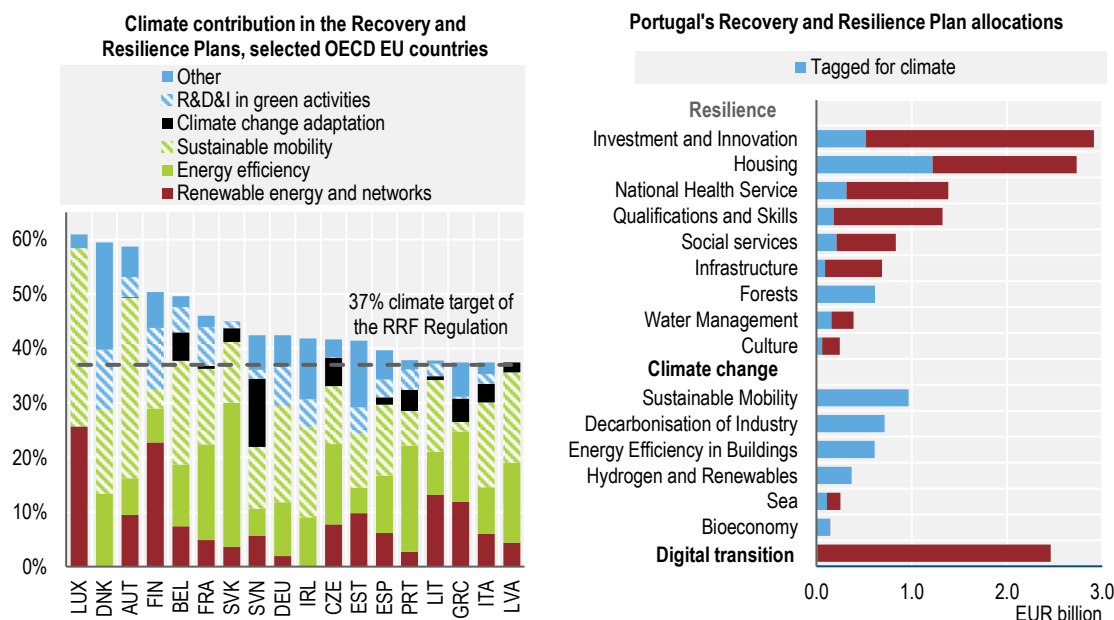 Climate contribution in the Recovery and
Resilience Plans, selected OECD EU countries
Other
R&D&I in green activities
Climate change adaptation
Sustainable mobility
Energy efficiency
Renewable energy and networks
60%
50%
40%
30%
20%
10%
0%
37% climate target of
the RRF Regulation
LUX
DNK
AUT
FIN
BEL
FRA
SVK
SVN
DEU
IRL
CZE
EST
ESP
PRT
LIT
GRC
ITA
LVA
Portugal's Recovery and Resilience Plan allocations
Tagged for climate
Resilience
Investment and Innovation
Housing
National Health Service
Qualifications and Skills
Social services
Infrastructure
Forests
Water Management
Culture
Climate change
Sustainable Mobility
Decarbonisation of Industry
Energy Efficiency in Buildings
Hydrogen and Renewables
Sea
Bioeconomy
Digital transition
0.0 1.0 2.0 3.0
EUR billion